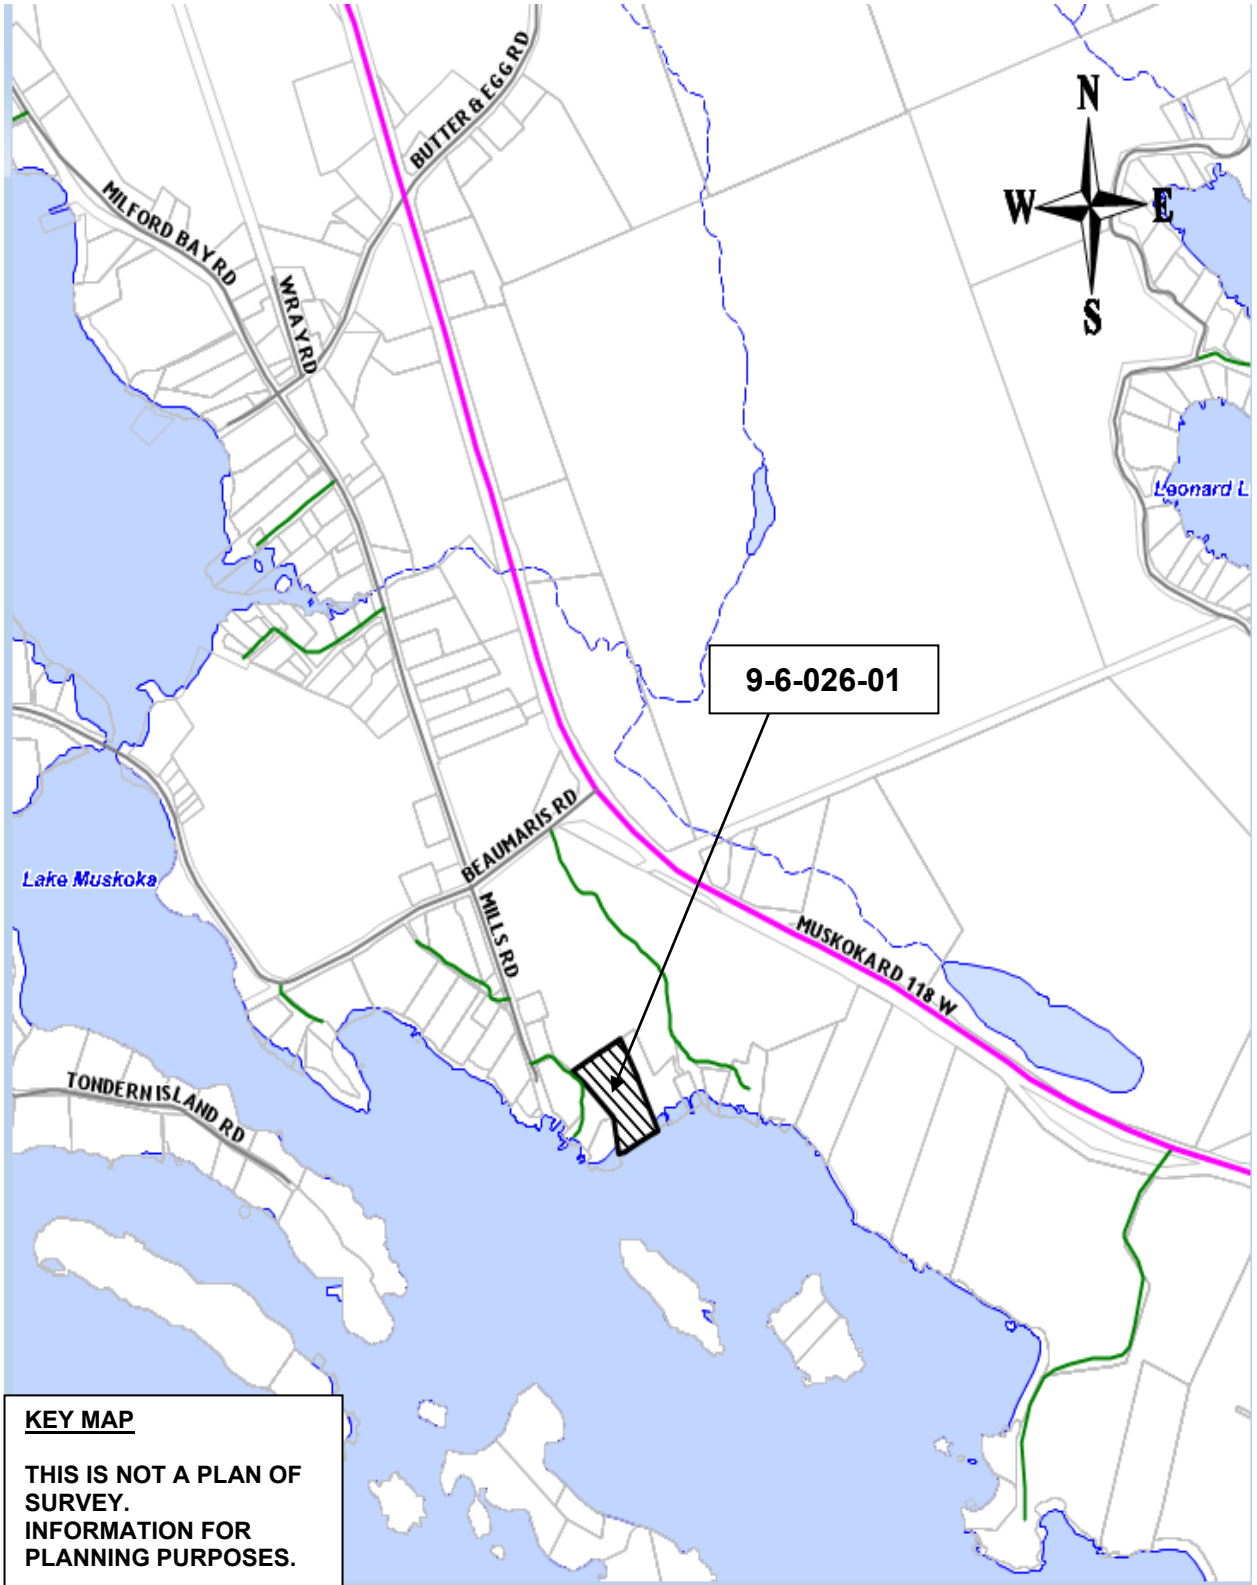 BUTTER & EGG RD
N
W
E
S
MILFORD BAY RD
WRAY RD
Leonard L
9-6-026-01
BEAUMARIS RD
Lake Muskoka
MILLS RD
MUSKOKA RD 118 W
TONDERN ISLAND RD
KEY MAP
THIS IS NOT A PLAN OF
SURVEY.
INFORMATION FOR
PLANNING PURPOSES.